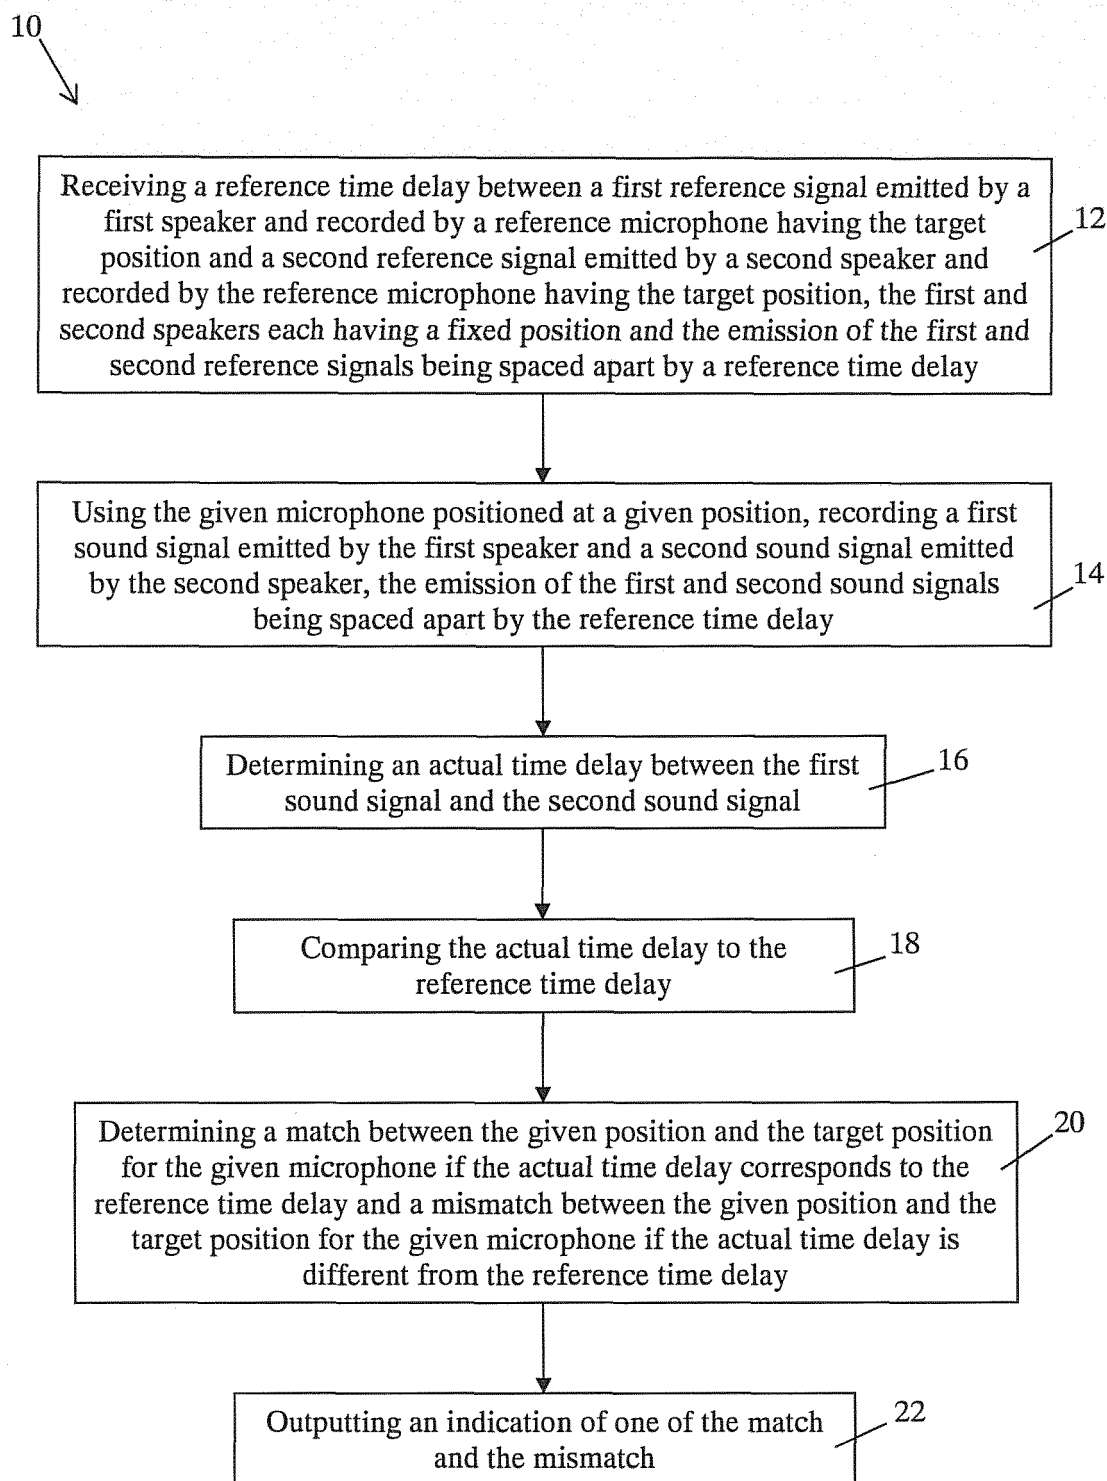 10
Receiving a reference time delay between a first reference signal emitted by a
first speaker and recorded by a reference microphone having the target
position and a second reference signal emitted by a second speaker and
recorded by the reference microphone having the target position, the first and
second speakers each having a fixed position and the emission of the first and
second reference signals being spaced apart by a reference time delay
12
Using the given microphone positioned at a given position, recording a first
sound signal emitted by the first speaker and a second sound signal emitted
by the second speaker, the emission of the first and second sound signals
being spaced apart by the reference time delay
14
Determining an actual time delay between the first
sound signal and the second sound signal
16
Comparing the actual time delay to the
reference time delay
18
Determining a match between the given position and the target position
for the given microphone if the actual time delay corresponds to the
reference time delay and a mismatch between the given position and the
target position for the given microphone if the actual time delay is
different from the reference time delay
20
Outputting an indication of one of the match
and the mismatch
22